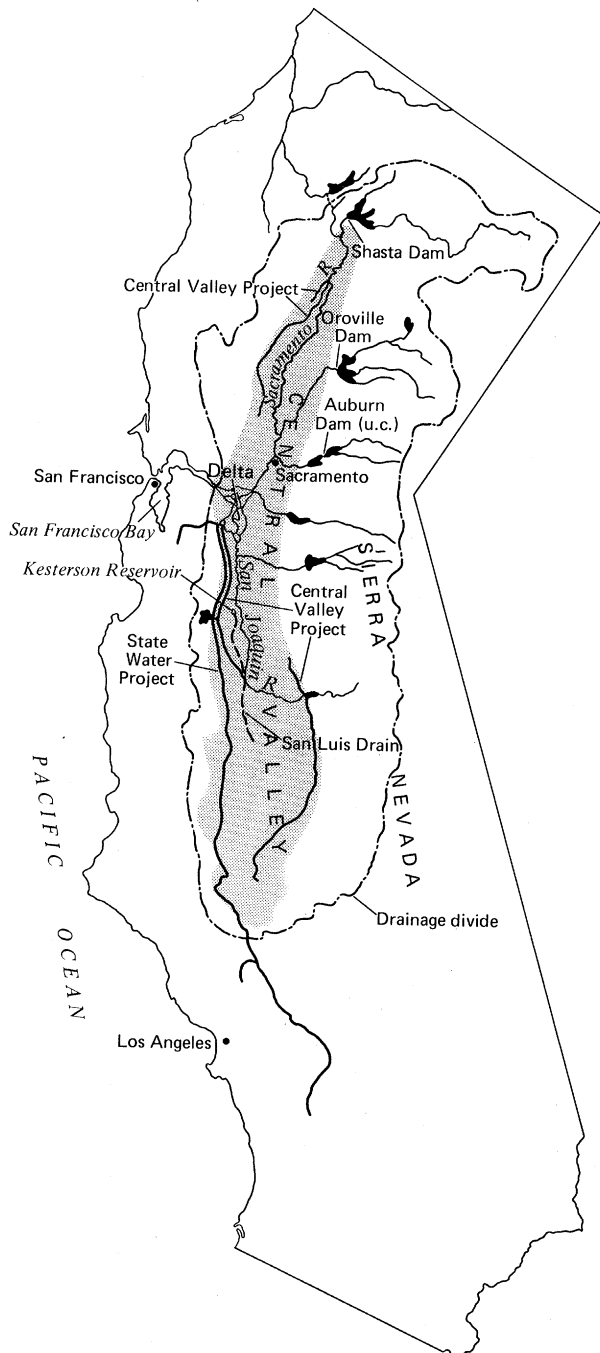 Shasta Dam
Central Valley Project
Sacramento R
Oroville
Dam
Auburn
Dam (u.c.)
San Francisco
Delta
Sacramento
San Francisco Bay
Kesterson Reservoir
San Joaquin R
Central
Valley
Project
State
Water
Project
San Luis Drain
CENTRAL VALLEY
SIERRA NEVADA
PACIFIC OCEAN
Drainage divide
Los Angeles